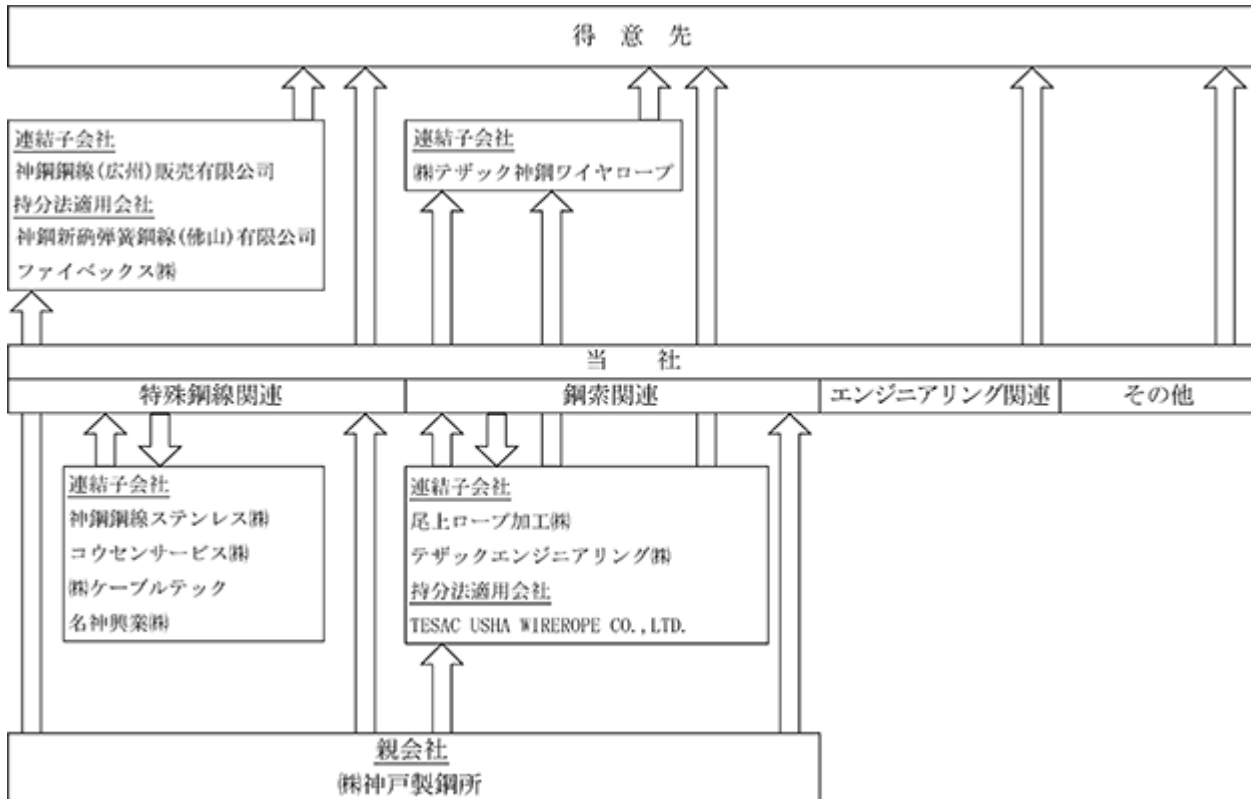 得意先
連結子会社
神鋼鋼線(広州)販売有限公司
持分法適用会社
神鋼新确弾簧鋼線(佛山)有限公司
ファイベックス㈱
連結子会社
㈱テザック神鋼ワイヤロープ
当社
特殊鋼線関連
鋼索関連
エンジニアリング関連
その他
連結子会社
神鋼鋼線ステンレス㈱
コウセンサービス㈱
㈱ケーブルテック
名神興業㈱
連結子会社
尾上ロープ加工㈱
テザックエンジニアリング㈱
持分法適用会社
TESAC USHA WIREROPE CO.,LTD.
親会社
㈱神戸製鋼所